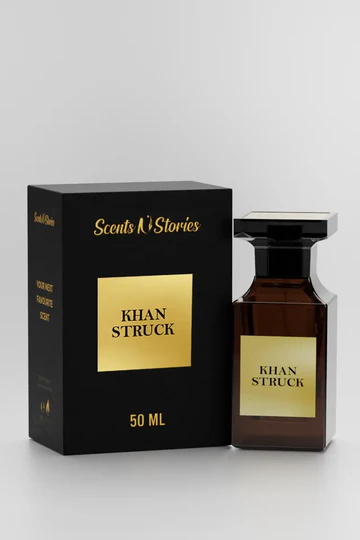 Scents N Stories
Scents N Stories
YOUR NEXT
FAVOURITE
SCENT
KHAN
STRUCK
50 ML
KHAN
STRUCK